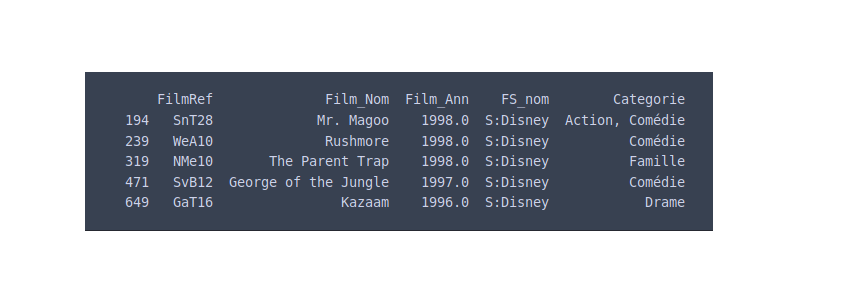 FilmRef Film_Nom Film_Ann FS_nom Categorie
194 SnT28 Mr. Magoo 1998.0 S:Disney Action, Comédie
239 WeA10 Rushmore 1998.0 S:Disney Comédie
319 NMe10 The Parent Trap 1998.0 S:Disney Famille
471 SvB12 George of the Jungle 1997.0 S:Disney Comédie
649 GaT16 Kazaam 1996.0 S:Disney Drame